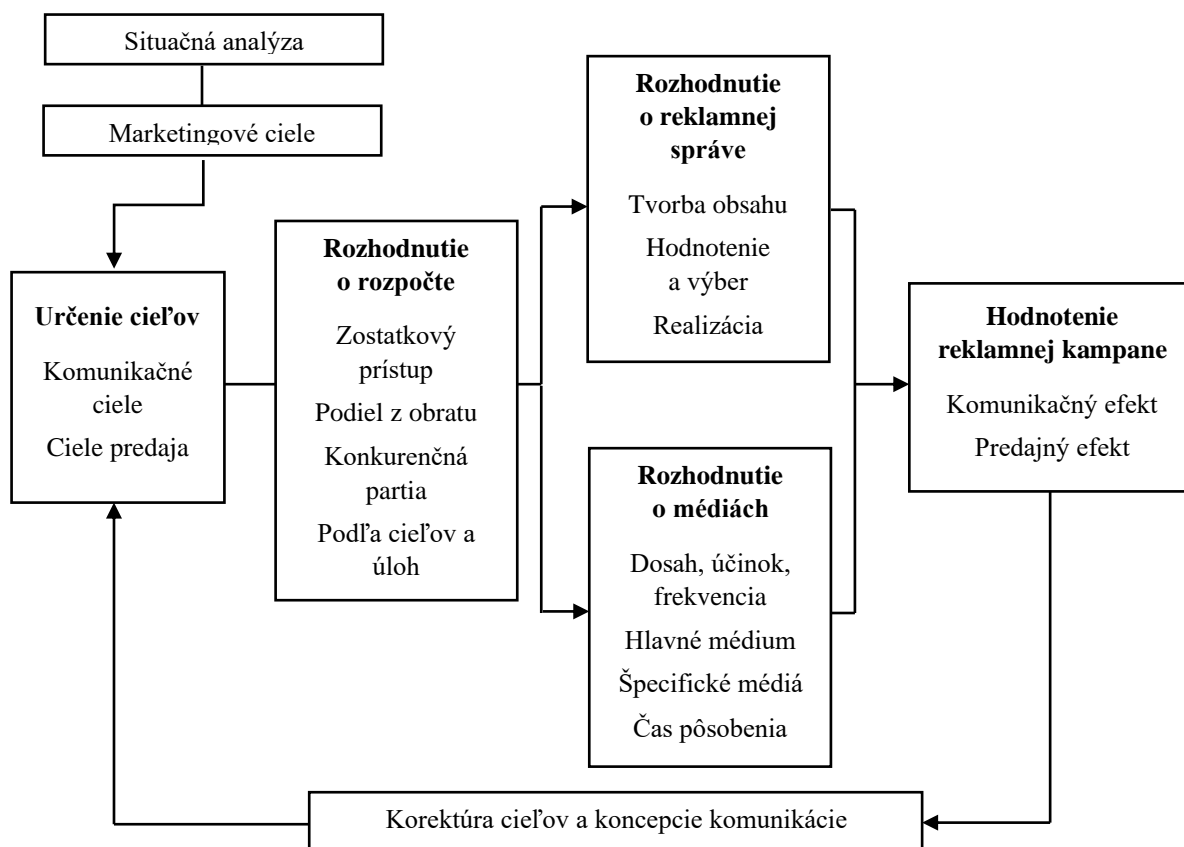 Situačná analýza
Marketingové ciele
Určenie cieľov
Komunikačné
ciele
Ciele predaja
Rozhodnutie
o rozpočte
Zostatkový
prístup
Podiel z obratu
Konkurenčná
partia
Podľa cieľov a
úloh
Rozhodnutie
o reklamnej
správe
Tvorba obsahu
Hodnotenie
a výber
Realizácia
Rozhodnutie
o médiách
Dosah, účinok,
frekvencia
Hlavné médium
Špecifické médiá
Čas pôsobenia
Hodnotenie
reklamnej kampane
Komunikačný efekt
Predajný efekt
Korektúra cieľov a koncepcie komunikácie